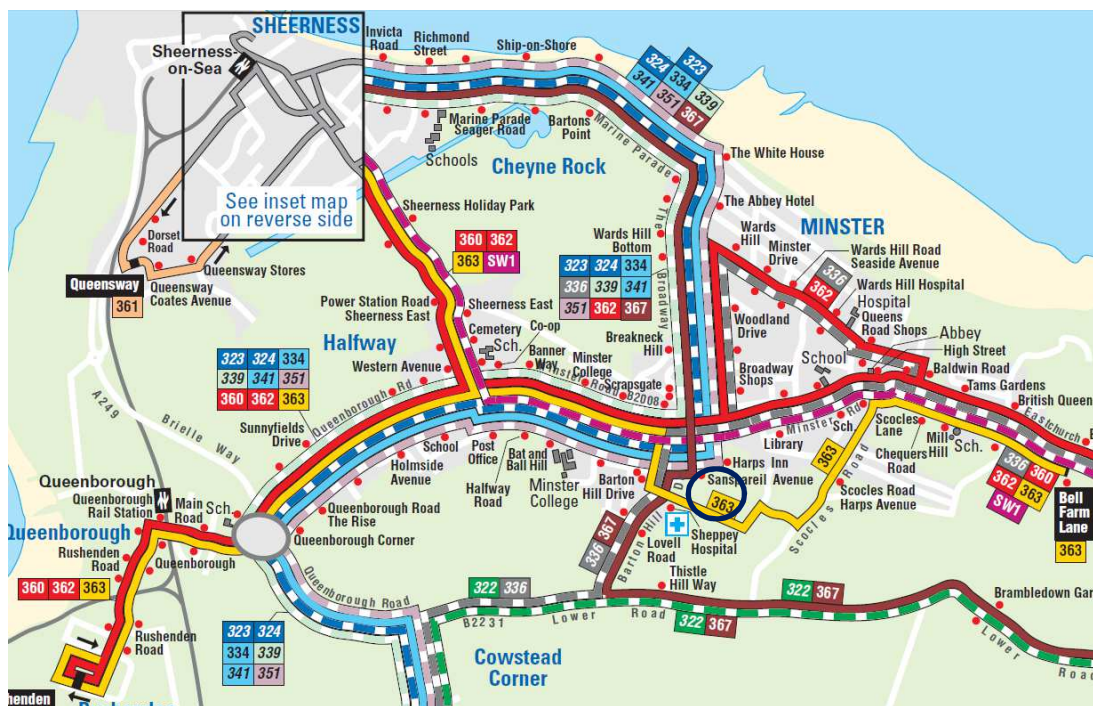 SHEERNESS
Sheerness-
on-Sea
Invicta
Road
Richmond
Street
Ship-on-Shore
323
324 334
341 351 339
367
Marine Parade
Seager Road
Schools
Bartons
Point
Marine Parade
Cheyne Rock
The White House
The Abbey Hotel
See inset map
on reverse side
Dorset
Road
Queensway Stores
Queensway
361
Queensway
Coates Avenue
Sheerness Holiday Park
360 362
363 SW1
Wards Hill
Bottom
The Broadway
323 324 334
336 339 341
351 362 367
MINSTER
Wards
Hill
Minster
Drive
Wards Hill Road
Seaside Avenue
336
362
Wards Hill Hospital
Hospital
Queens
Road Shops
Abbey
High Street
Baldwin Road
Tams Gardens
British Queen
Eastchurch
Woodland
Drive
School
Broadway
Shops
Power Station Road
Sheerness East
Sheerness East
Cemetery
Sch.
Co-op
Banner
Way
Minster
College
Breakneck
Hill
Scrapsgate
Halfway
Western Avenue
323 324 334
339 341 351
360 362 363
A249
Brielle Way
Sunnyfields
Drive
Queenborough Rd
Minster Road B2008
Minster Rd
Library
Sch.
Scocles
Lane
Mill
Hill
Sch.
Chequers
Road
Scocles Road
Harps Avenue
363
Scocles Road
336 360
362 363
SW1
Bell
Farm
Lane
363
Holmside
Avenue
School
Post
Office
Bat and
Ball Hill
Halfway
Road
Minster
College
Barton
Hill Drive
Harps Inn
Sanspareil Avenue
363
Sheppey
Hospital
Lovell
Road
Barton Hill D
336 367
Thistle
Hill Way
Queenborough
Queenborough
Rail Station
Main
Road
Sch.
Queenborough Road
The Rise
Queenborough Corner
Queenborough
Rushenden
Road
Queenborough
360 362 363
Rushenden
Road
Queenborough Road
323 324
334 339
341 351
322 336
B2231 Lower Road
322 367
322 367
Brambledown Gar
Lower Road
Cowstead
Corner
henden